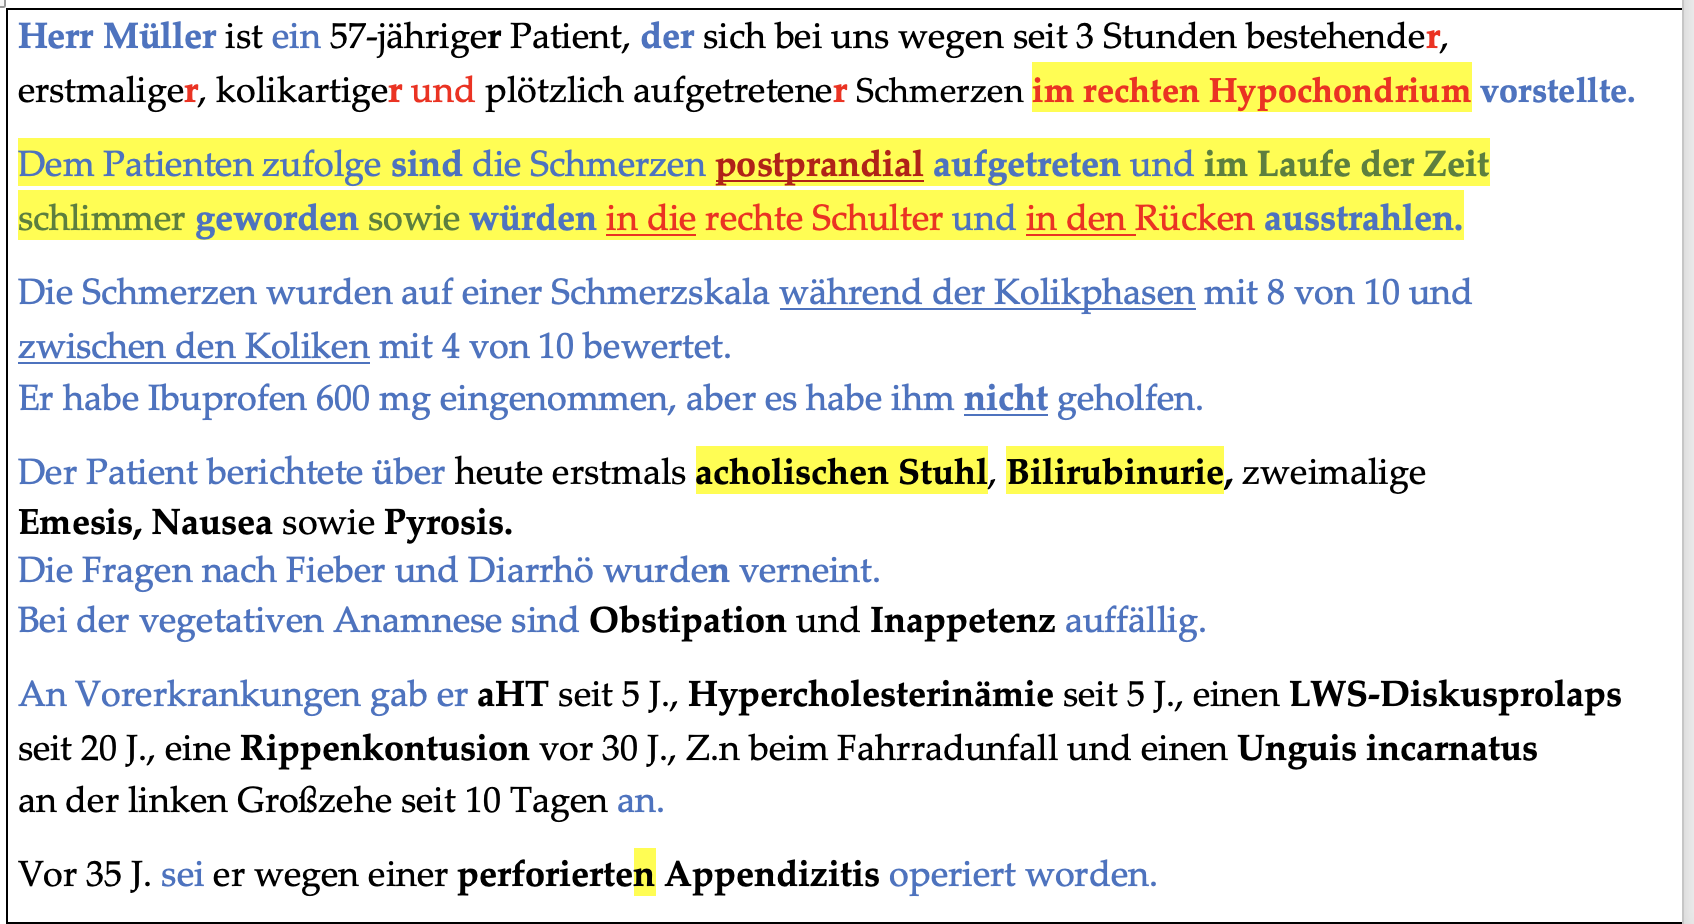 Herr Müller ist ein 57-jähriger Patient, der sich bei uns wegen seit 3 Stunden bestehender,
erstmaliger, kolikartiger und plötzlich aufgetretener Schmerzen im rechten Hypochondrium vorstellte.
Dem Patienten zufolge sind die Schmerzen postprandial aufgetreten und im Laufe der Zeit
schlimmer geworden sowie würden in die rechte Schulter und in den Rücken ausstrahlen.
Die Schmerzen wurden auf einer Schmerzskala während der Kolikphasen mit 8 von 10 und
zwischen den Koliken mit 4 von 10 bewertet.
Er habe Ibuprofen 600 mg eingenommen, aber es habe ihm nicht geholfen.
Der Patient berichtete über heute erstmals acholischen Stuhl, Bilirubinurie, zweimalige
Emesis, Nausea sowie Pyrosis.
Die Fragen nach Fieber und Diarrhö wurden verneint.
Bei der vegetativen Anamnese sind Obstipation und Inappetenz auffällig.
An Vorerkrankungen gab er aHT seit 5 J., Hypercholesterinämie seit 5 J., einen LWS-Diskusprolaps
seit 20 J., eine Rippenkontusion vor 30 J., Z.n beim Fahrradunfall und einen Unguis incarnatus
an der linken Großzehe seit 10 Tagen an.
Vor 35 J. sei er wegen einer perforierten Appendizitis operiert worden.